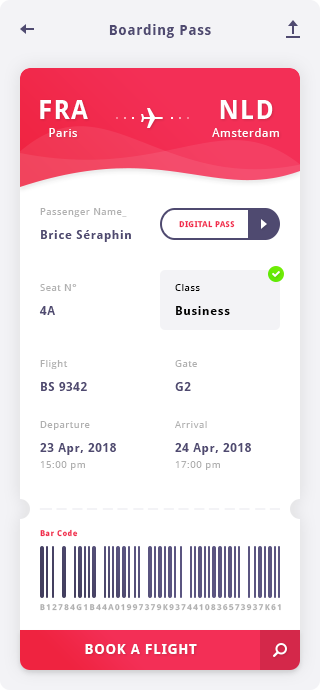 Boarding Pass
FRA NLD
Paris Amsterdam
Passenger Name_
Brice Séraphin
DIGITAL PASS
Seat N°
4A
Class
Business
Flight Gate
BS 9342 G2
Departure Arrival
23 Apr, 2018 24 Apr, 2018
15:00 pm 17:00 pm
Bar Code
B12784G1B44A01997379K9374410836573937K61
BOOK A FLIGHT